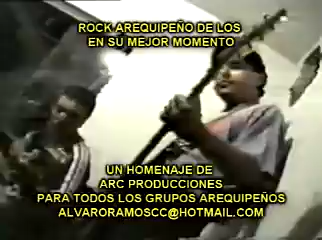 ROCK AREQUIPEÑO DE LOS
EN SU MEJOR MOMENTO
UN HOMENAJE DE
ARC PRODUCCIONES
PARA TODOS LOS GRUPOS AREQUIPEÑOS
ALVARORAMOSCC@HOTMAIL.COM